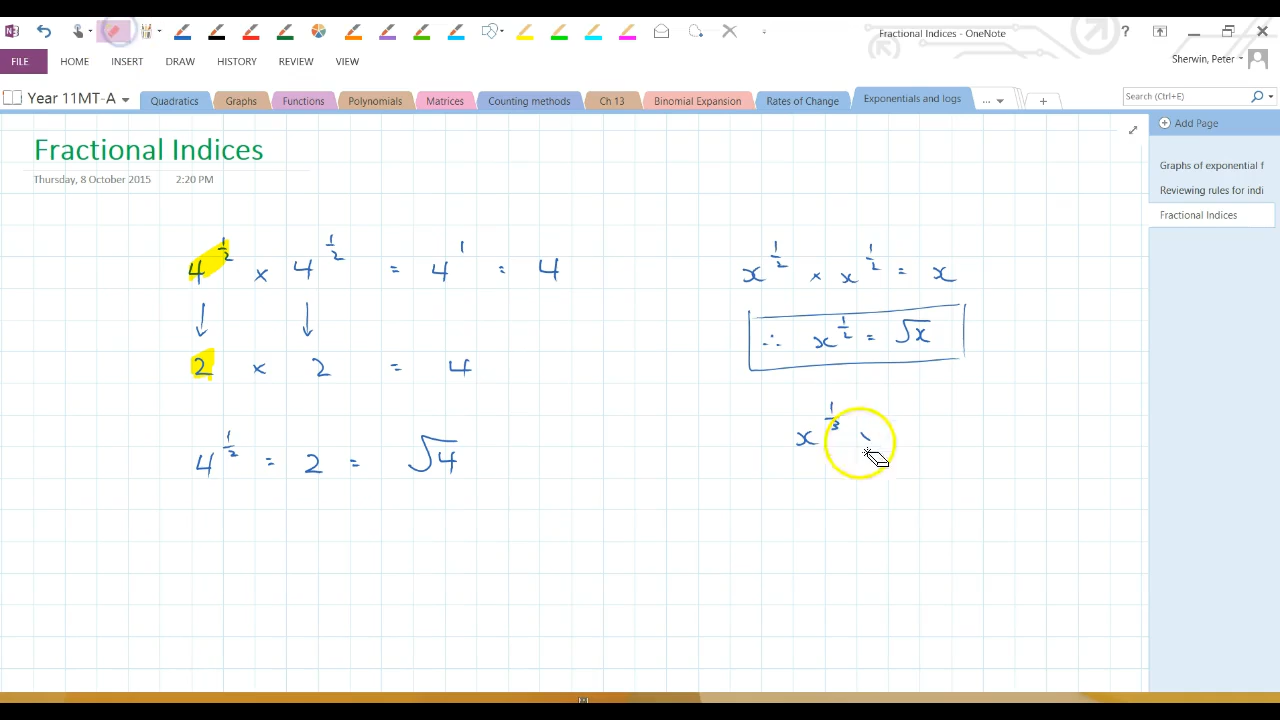 Fractional Indices - OneNote
?
FILE HOME INSERT DRAW HISTORY REVIEW VIEW
Sherwin, Peter
Year 11MT-A Quadratics Graphs Functions Polynomials Matrices Counting methods Ch 13 Binomial Expansion Rates of Change Exponentials and logs ... +
Search (Ctrl+E)
Add Page
Graphs of exponential f
Reviewing rules for indi
Fractional Indices
Fractional Indices
Thursday, 8 October 2015 2:20 PM
4^(1/2) × 4^(1/2) = 4^1 = 4
↓ ↓
2 × 2 = 4
4^(1/2) = 2 = √4
x^(1/2) × x^(1/2) = x
∴ x^(1/2) = √x
x^(1/3)